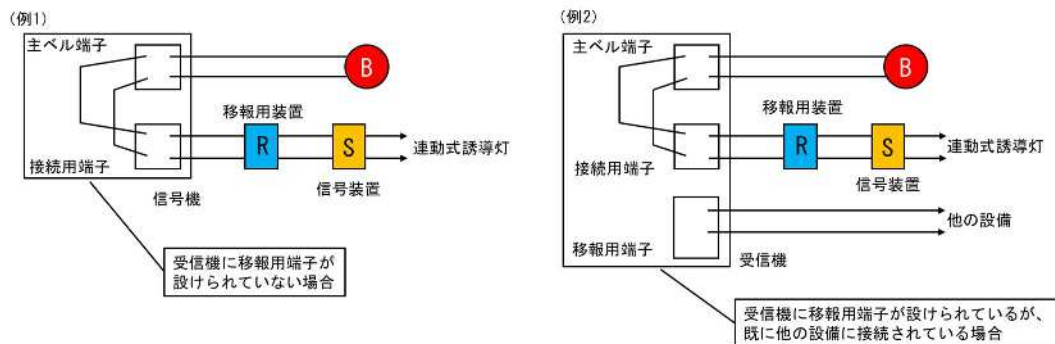 (例1)
主ベル端子
B
移報用装置
R
S
連動式誘導灯
接続用端子
信号装置
信号機
受信機に移報用端子が
設けられていない場合
(例2)
主ベル端子
B
移報用装置
R
S
連動式誘導灯
接続用端子
信号装置
他の設備
移報用端子
受信機
受信機に移報用端子が設けられているが、
既に他の設備に接続されている場合